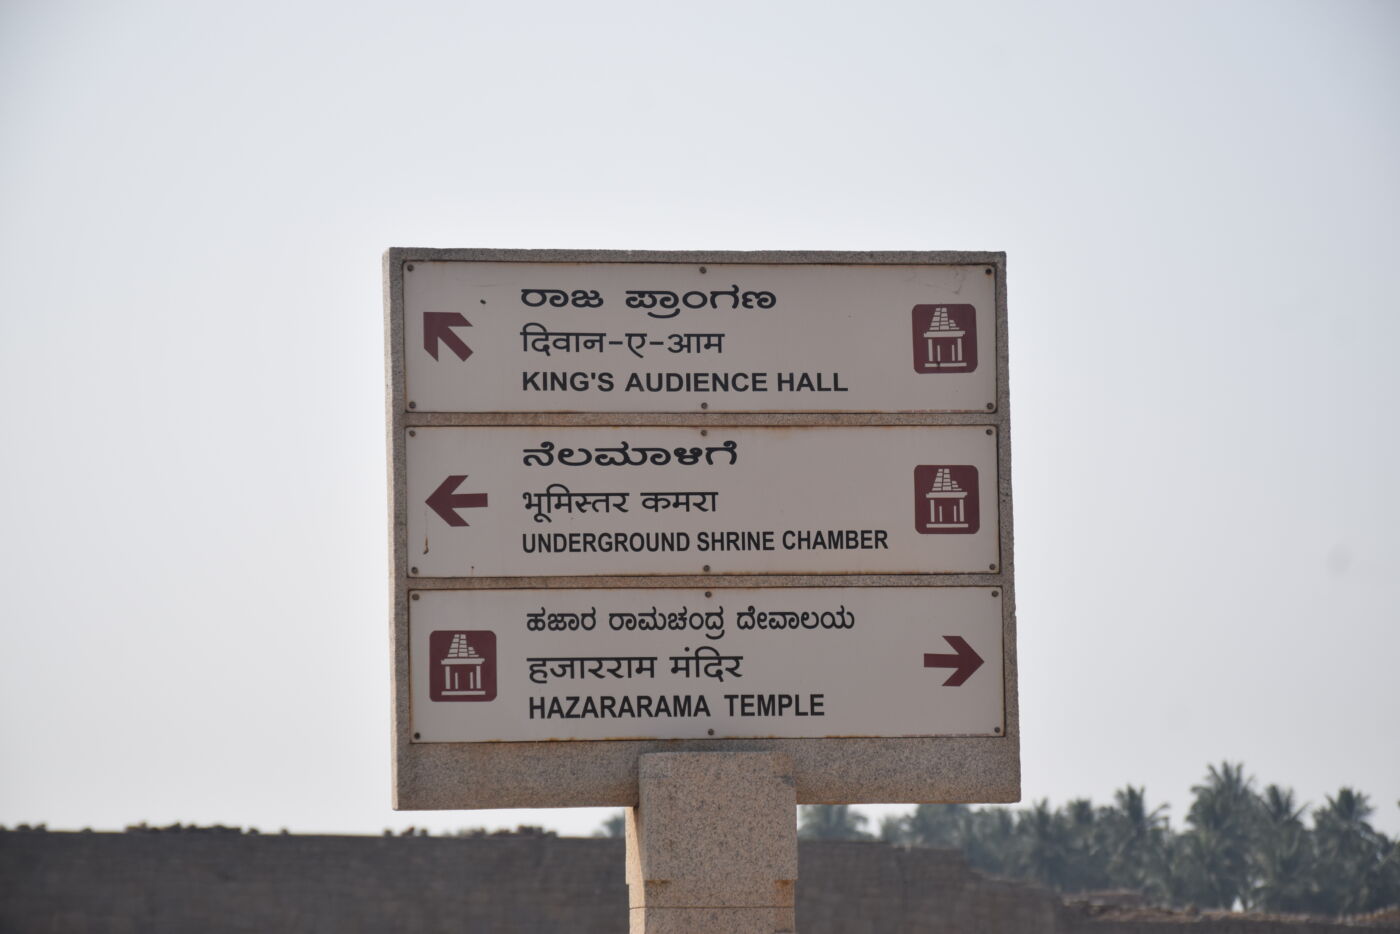 ರಾಜ ಪ್ರಾಂಗಣ
दिवान-ए-आम
KING'S AUDIENCE HALL
ನೆಲಮಾಳಿಗೆ
भूमिस्तर कमरा
UNDERGROUND SHRINE CHAMBER
ಹಜಾರ ರಾಮಚಂದ್ರ ದೇವಾಲಯ
हजारराम मंदिर
HAZARARAMA TEMPLE